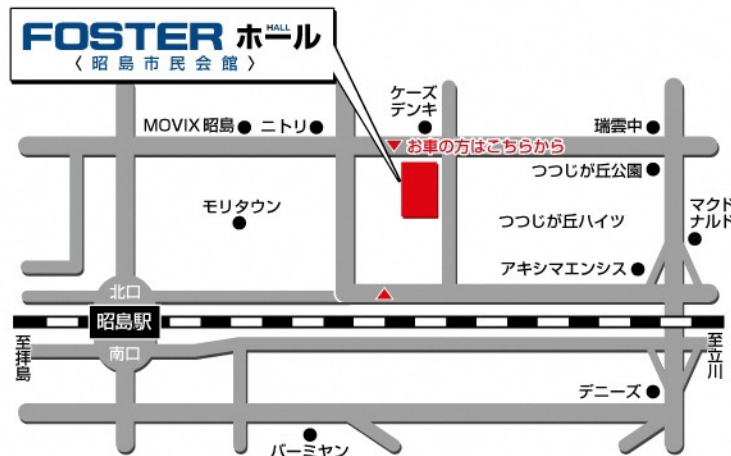 FOSTER HALL ホール
〈昭島市民会館〉
ケーズ
デンキ
MOVIX昭島
ニトリ
瑞雲中
お車の方はこちらから
つつじが丘公園
モリタウン
つつじが丘ハイツ
マクド
ナルド
アキシマエンシス
北口
昭島駅
南口
至拝島
至立川
デニーズ
バーミヤン